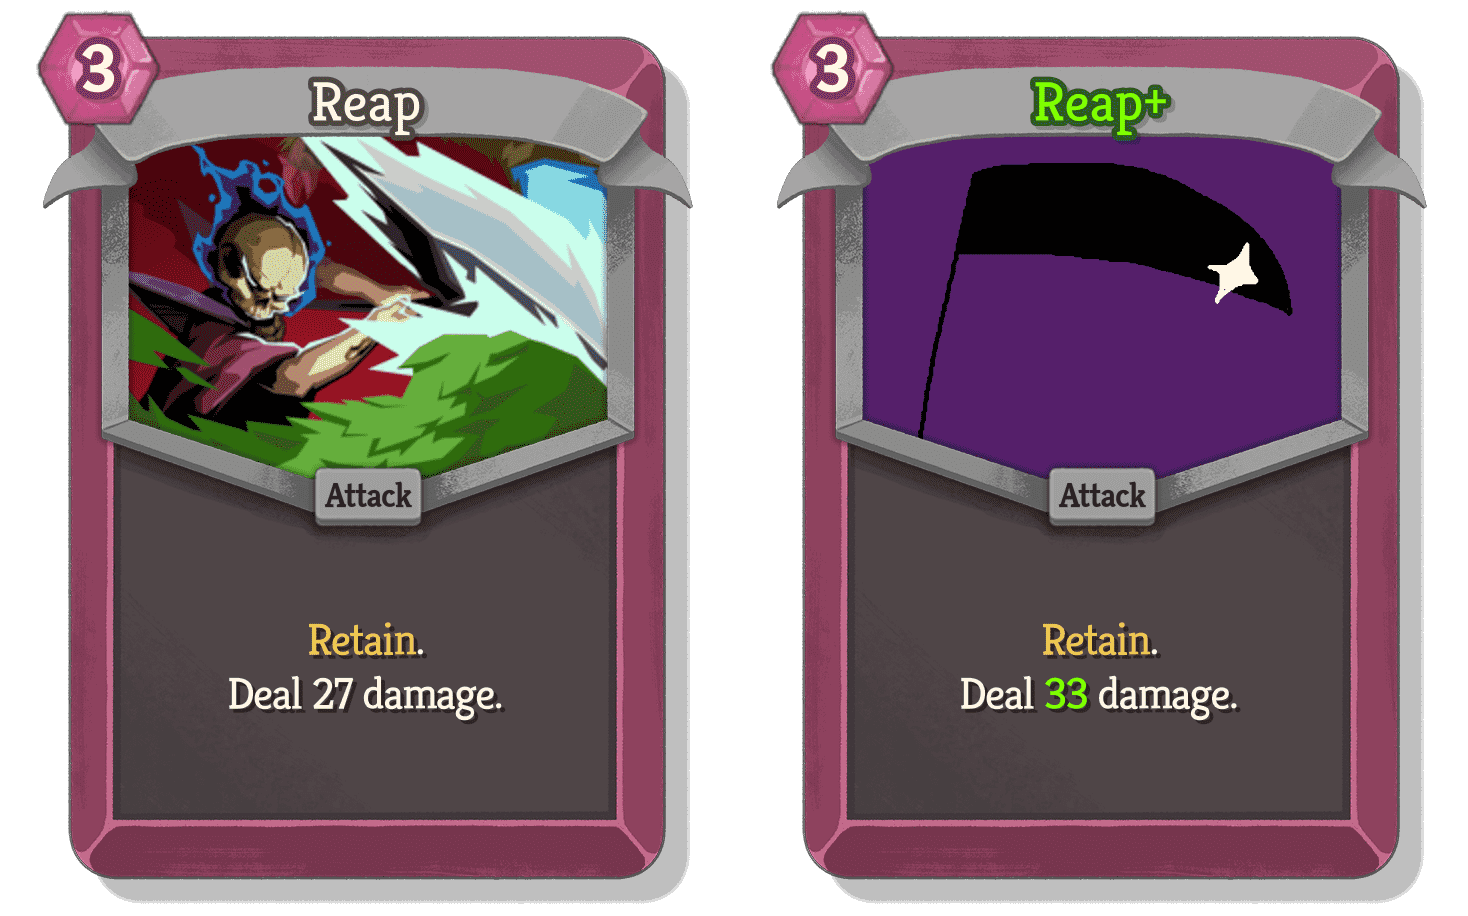 3
Reap
Attack
Retain.
Deal 27 damage.
3
Reap+
Attack
Retain.
Deal 33 damage.